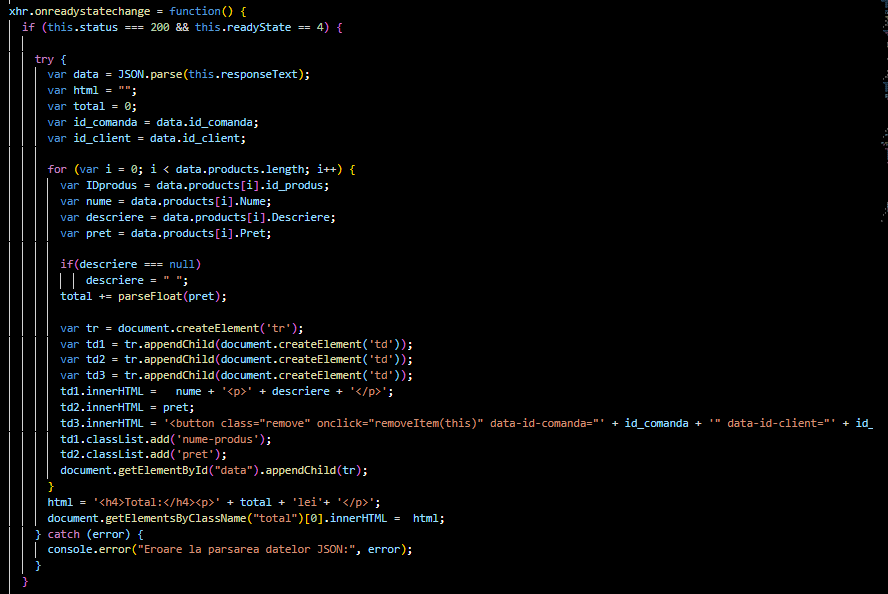 xhr.onreadystatechange = function() {
if (this.status === 200 && this.readyState == 4) {
try {
var data = JSON.parse(this.responseText);
var html = "";
var total = 0;
var id_comanda = data.id_comanda;
var id_client = data.id_client;
for (var i = 0; i < data.products.length; i++) {
var IDprodus = data.products[i].id_produs;
var nume = data.products[i].Nume;
var descriere = data.products[i].Descriere;
var pret = data.products[i].Pret;
if(descriere === null)
descriere = " ";
total += parseFloat(pret);
var tr = document.createElement('tr');
var td1 = tr.appendChild(document.createElement('td'));
var td2 = tr.appendChild(document.createElement('td'));
var td3 = tr.appendChild(document.createElement('td'));
td1.innerHTML =   nume + '<p>' + descriere + '</p>';
td2.innerHTML = pret;
td3.innerHTML = '<button class="remove" onclick="removeItem(this)" data-id-comanda="' + id_comanda + '" data-id-client="' + id_
td1.classList.add('nume-produs');
td2.classList.add('pret');
document.getElementById("data").appendChild(tr);
}
html = '<h4>Total:</h4><p>' + total + 'lei'+ '</p>';
document.getElementsByClassName("total")[0].innerHTML =  html;
} catch (error) {
console.error("Eroare la parsarea datelor JSON:", error);
}
}